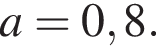 a = 0, 8.